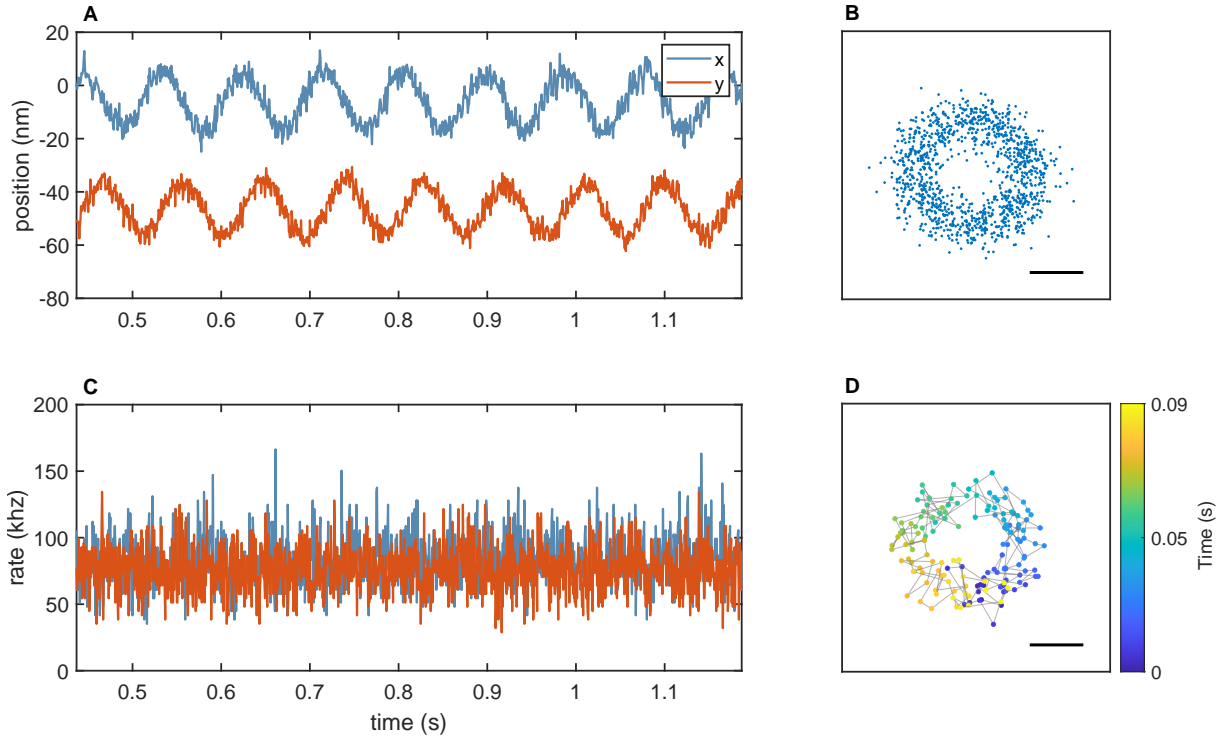 A
20
0
-20
-40
-60
-80
position (nm)
0.5 0.6 0.7 0.8 0.9 1 1.1
x
y
B
C
200
150
100
50
0
rate (khz)
0.5 0.6 0.7 0.8 0.9 1 1.1
time (s)
D
0.09
0.05
0
Time (s)